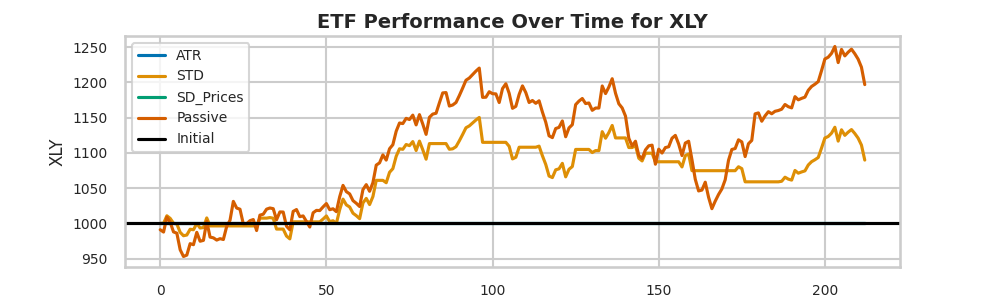 ETF Performance Over Time for XLY
1250
1200
1150
1100
1050
1000
950
XLY
ATR
STD
SD_Prices
Passive
Initial
0
50
100
150
200